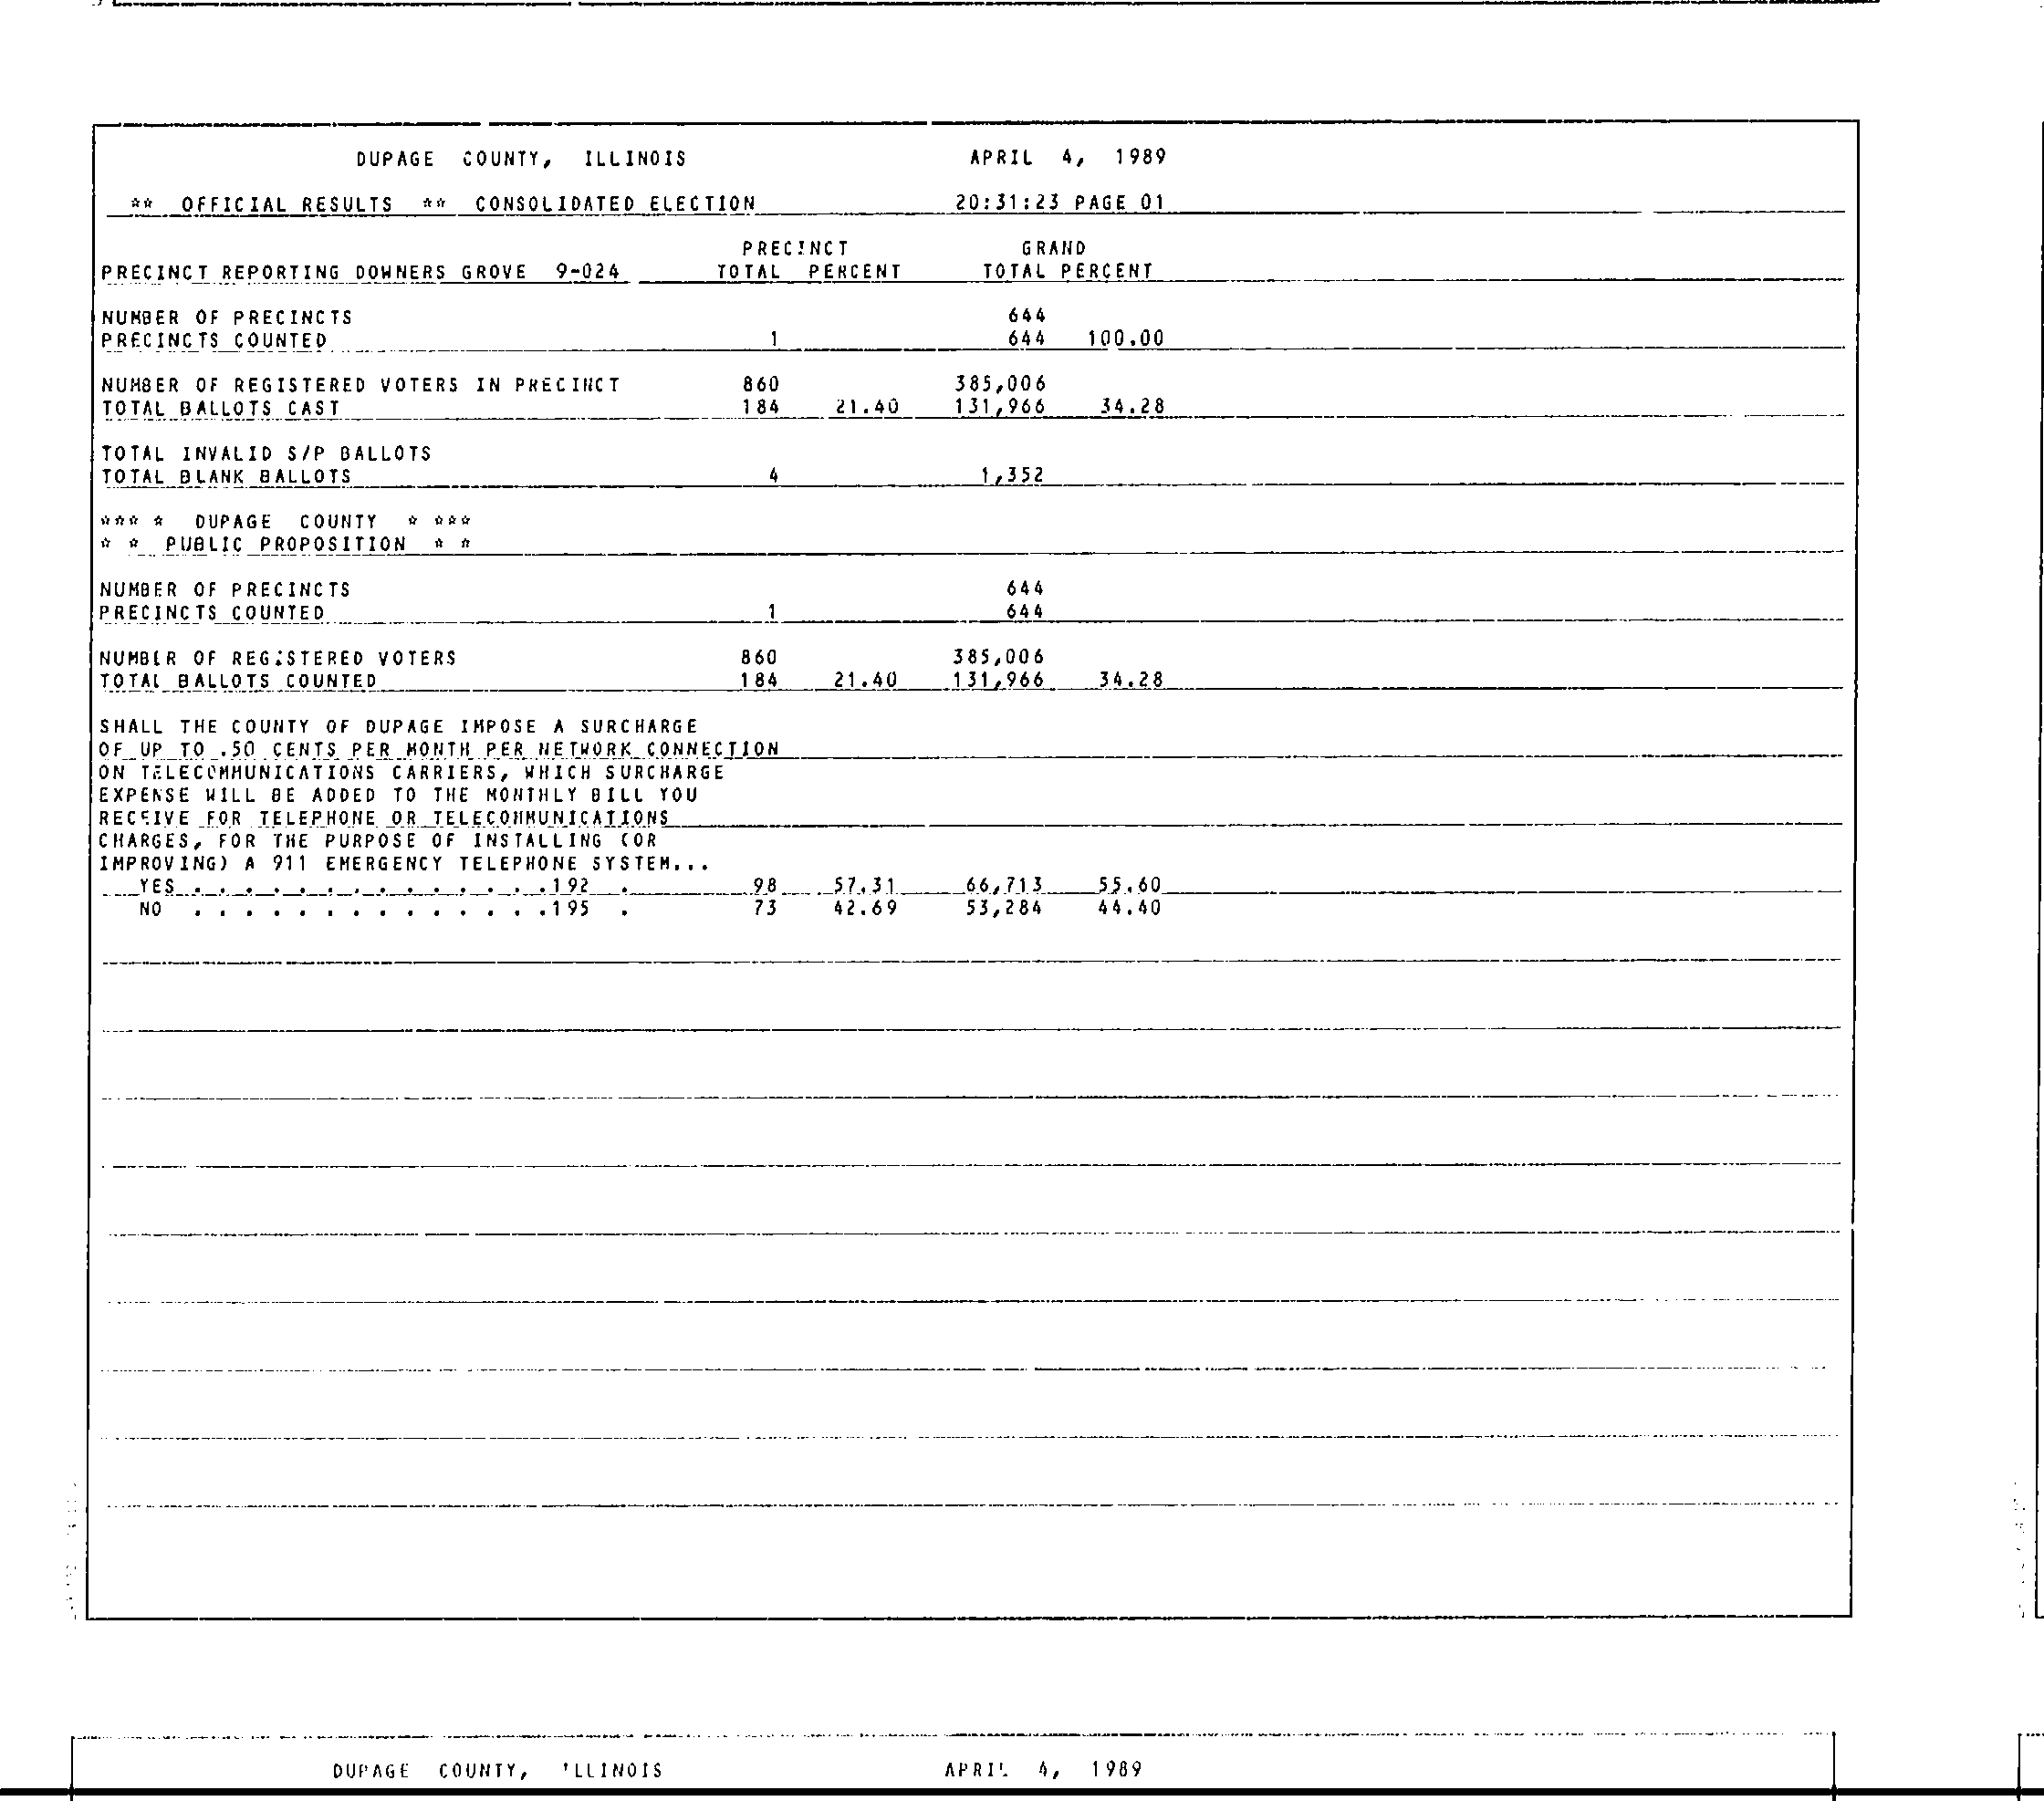 DUPAGE COUNTY, ILLINOIS APRIL 4, 1989
** OFFICIAL RESULTS ** CONSOLIDATED ELECTION 20:31:23 PAGE 01
PRECINCT GRAND
PRECINCT REPORTING DOWNERS GROVE 9-024 TOTAL PERCENT TOTAL PERCENT
NUMBER OF PRECINCTS 644
PRECINCTS COUNTED 1 644 100.00
NUMBER OF REGISTERED VOTERS IN PRECINCT 860 385,006
TOTAL BALLOTS CAST 184 21.40 131,966 34.28
TOTAL INVALID S/P BALLOTS
TOTAL BLANK BALLOTS 4 1,352
*** * DUPAGE COUNTY * ***
* * PUBLIC PROPOSITION * *
NUMBER OF PRECINCTS 644
PRECINCTS COUNTED 1 644
NUMBER OF REGISTERED VOTERS 860 385,006
TOTAL BALLOTS COUNTED 184 21.40 131,966 34.28
SHALL THE COUNTY OF DUPAGE IMPOSE A SURCHARGE
OF UP TO .50 CENTS PER MONTH PER NETWORK CONNECTION
ON TELECOMMUNICATIONS CARRIERS, WHICH SURCHARGE
EXPENSE WILL BE ADDED TO THE MONTHLY BILL YOU
RECEIVE FOR TELEPHONE OR TELECOMMUNICATIONS
CHARGES, FOR THE PURPOSE OF INSTALLING (OR
IMPROVING) A 911 EMERGENCY TELEPHONE SYSTEM...
YES . . . . . . . . . . . . . .192 . 98 57.31 66,713 55.60
NO . . . . . . . . . . . . . .195 . 73 42.69 53,284 44.40
DUPAGE COUNTY, ILLINOIS APRIL 4, 1989